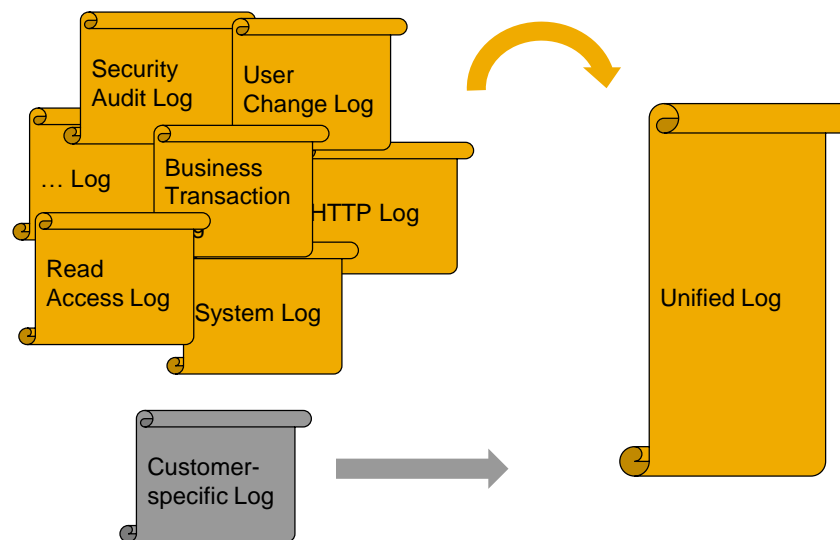 Security
Audit Log
User
Change Log
… Log
Business
Transaction
HTTP Log
Read
Access Log
System Log
Unified Log
Customer-
specific Log